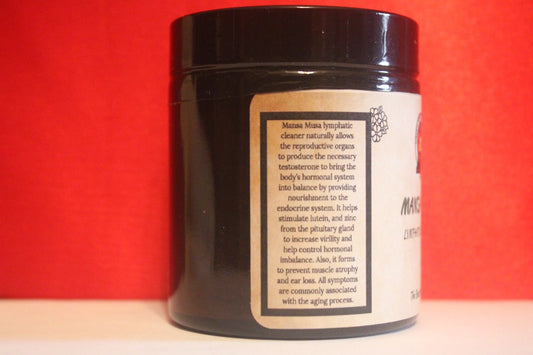 Mansa Musa lymphatic
cleaner naturally allows
the reproductive organs
to produce the necessary
testosterone to bring the
body's hormonal system
into balance by providing
nourishment to the
endocrine system. It helps
stimulate lutein, and zinc
from the pituitary gland
to increase virility and
help control hormonal
imbalance. Also, it forms
to prevent muscle atrophy
and ear loss. All symptoms
are commonly associated
with the aging process.